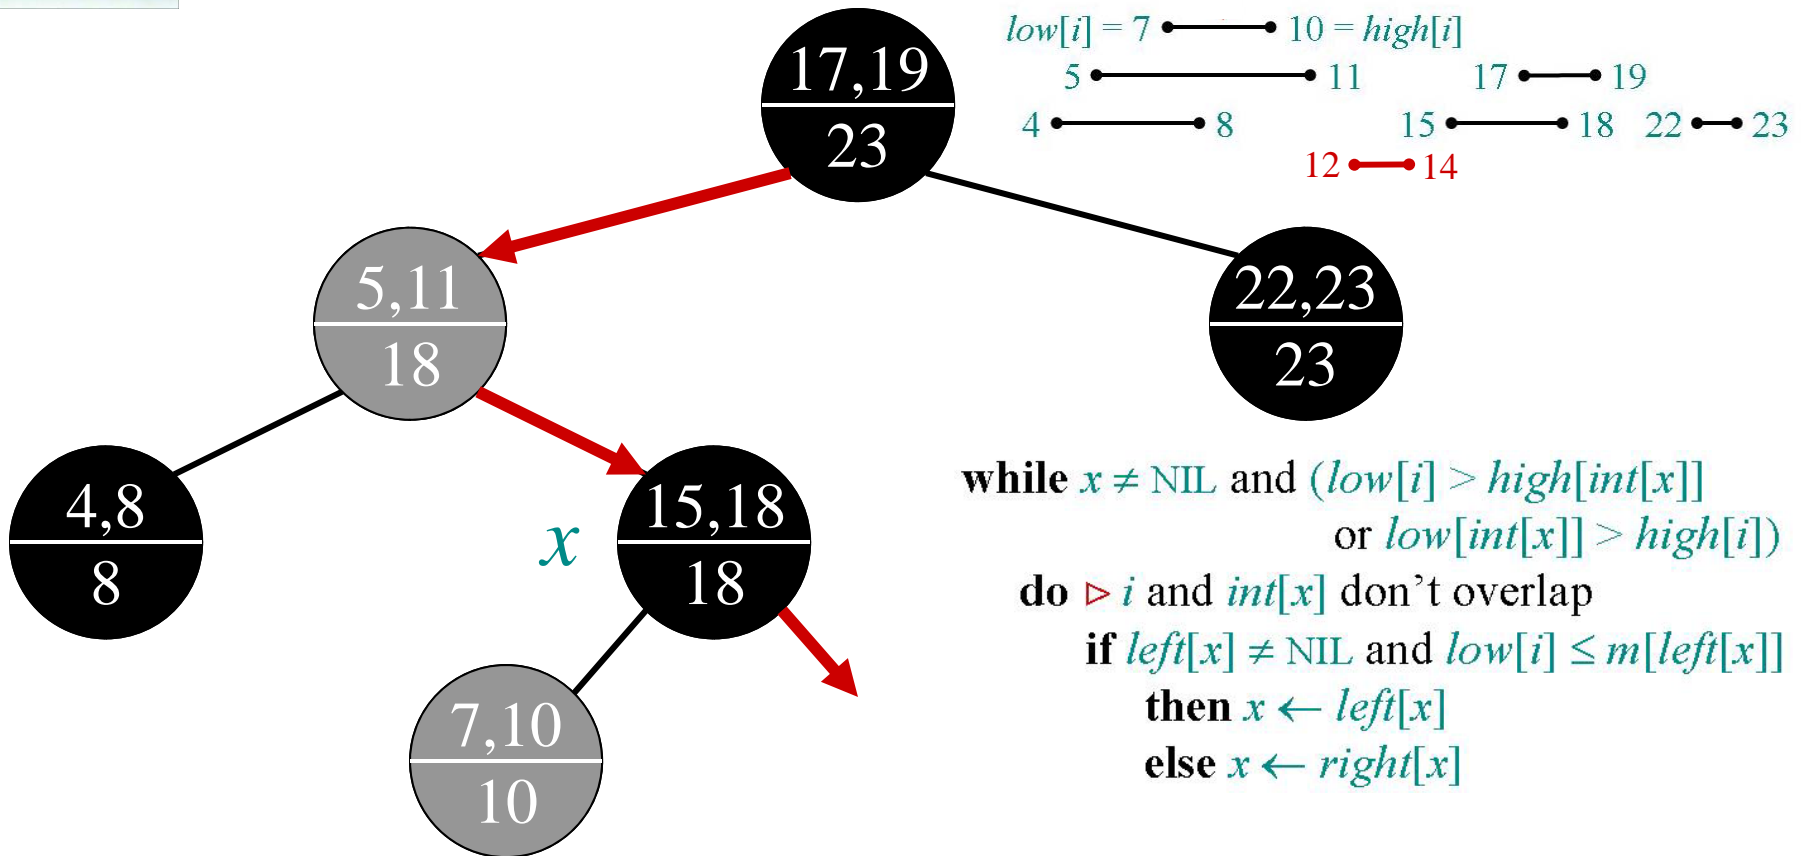 low[i] = 7 10 = high[i]
5 11 17 19
4 8 15 18 22 23
12 14
17,19
23
5,11
18
22,23
23
4,8
8
x
15,18
18
7,10
10
while x ≠ NIL and (low[i] > high[int[x]]
or low[int[x]] > high[i])
do ▷ i and int[x] don’t overlap
if left[x] ≠ NIL and low[i] ≤ m[left[x]]
then x ← left[x]
else x ← right[x]